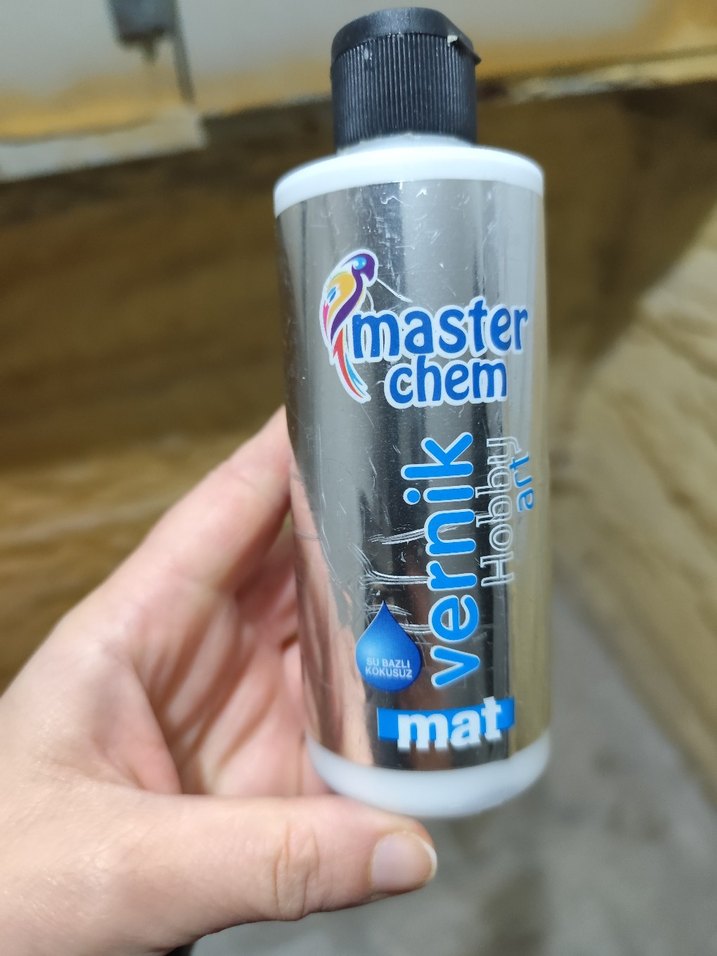 master
chem
vernik
Hobby
art
SU BAZLI
KOKUSUZ
mat